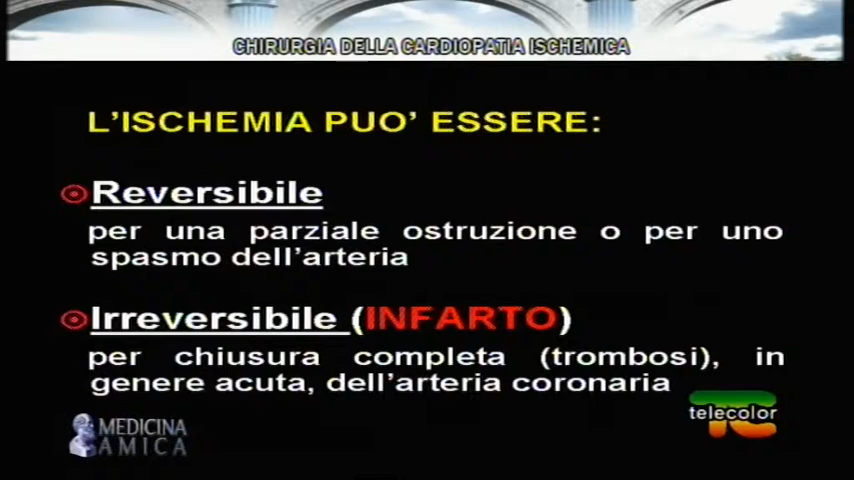 CHIRURGIA DELLA CARDIOPATIA ISCHEMICA
L'ISCHEMIA PUO' ESSERE:
Reversibile
per una parziale ostruzione o per uno
spasmo dell'arteria
Irreversibile (INFARTO)
per chiusura completa (trombosi), in
genere acuta, dell'arteria coronaria
telecolor
MEDICINA
AMICA